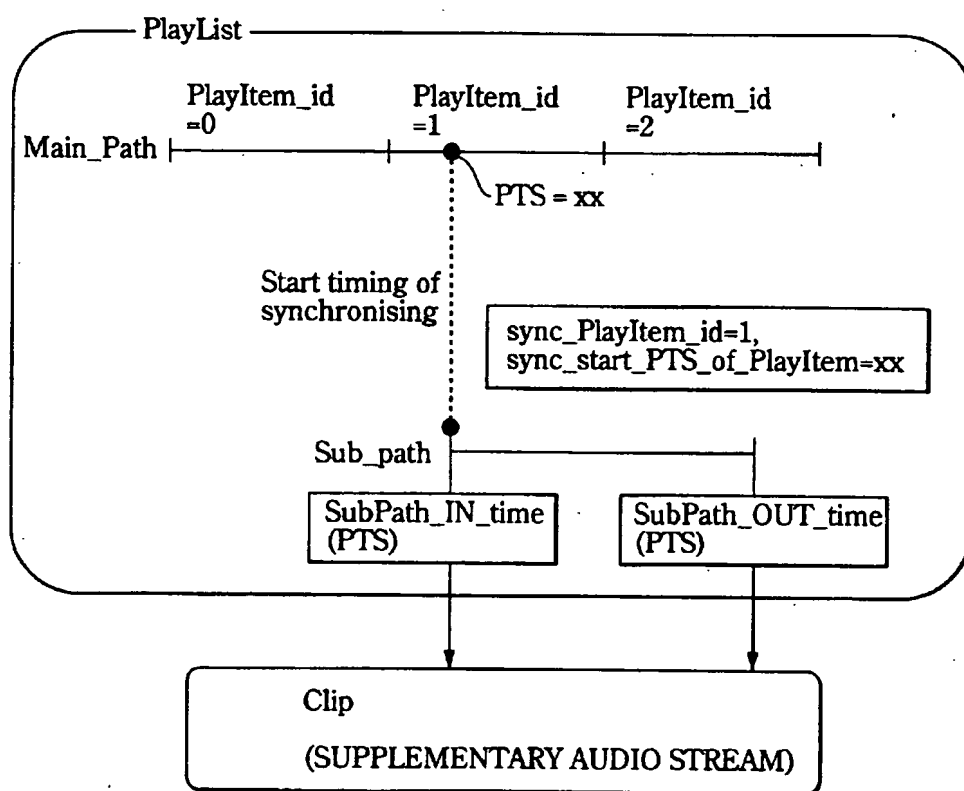 PlayList
PlayItem_id
=0
PlayItem_id
=1
PlayItem_id
=2
Main_Path
PTS = xx
Start timing of
synchronising
sync_PlayItem_id=1,
sync_start_PTS_of_PlayItem=xx
Sub_path
SubPath_IN_time
(PTS)
SubPath_OUT_time
(PTS)
Clip
(SUPPLEMENTARY AUDIO STREAM)